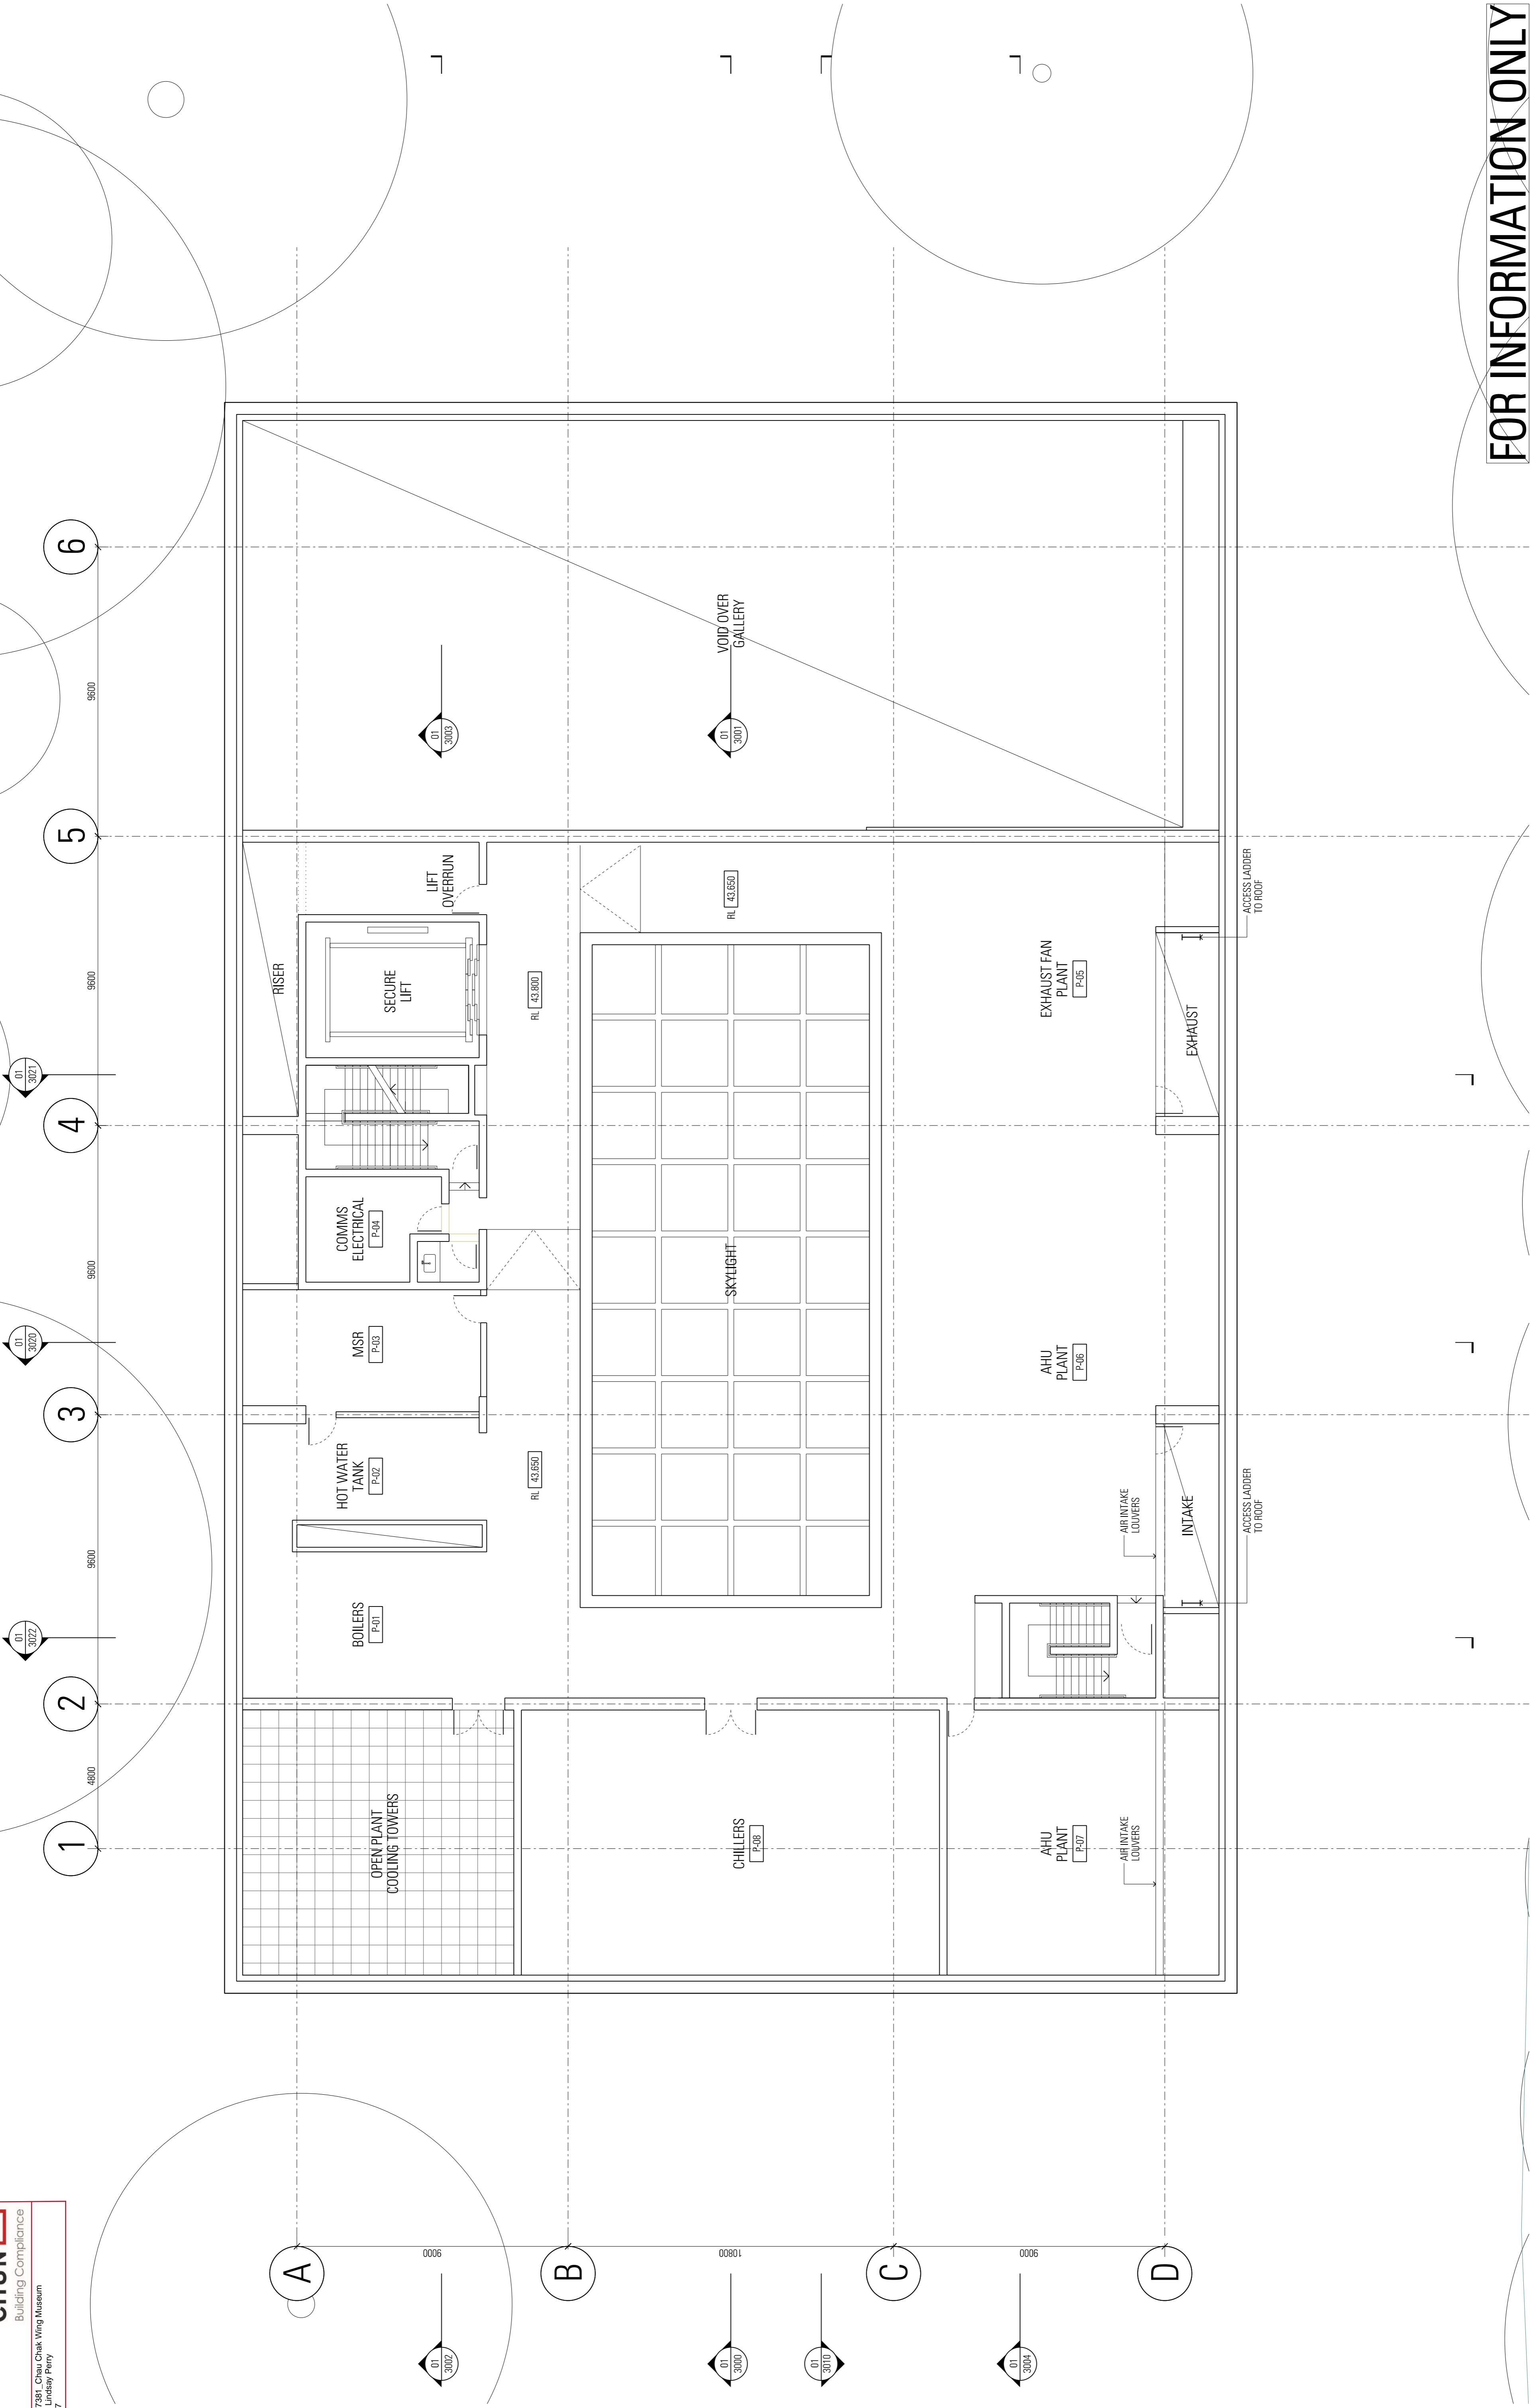 Building Compliance
7381_Chau Chak Wing Museum
Lindsay Perry
7
01
3022
01
3020
01
3021
1
2
3
4
5
6
4800
9600
9600
9600
9600
A
B
C
D
9000
10800
9000
01
3002
01
3000
01
3010
01
3004
01
3003
01
3001
RISER
OPEN PLANT
COOLING TOWERS
BOILERS
P-01
HOT WATER
TANK
P-02
MSR
P-03
COMMS
ELECTRICAL
P-04
SECURE
LIFT
LIFT
OVERRUN
RL 43.650
RL 43.800
RL 43.650
CHILLERS
P-08
SKYLIGHT
VOID OVER
GALLERY
AHU
PLANT
P-07
AHU
PLANT
P-06
EXHAUST FAN
PLANT
P-05
AIR INTAKE
LOUVERS
AIR INTAKE
LOUVERS
INTAKE
EXHAUST
ACCESS LADDER
TO ROOF
ACCESS LADDER
TO ROOF
FOR INFORMATION ONLY